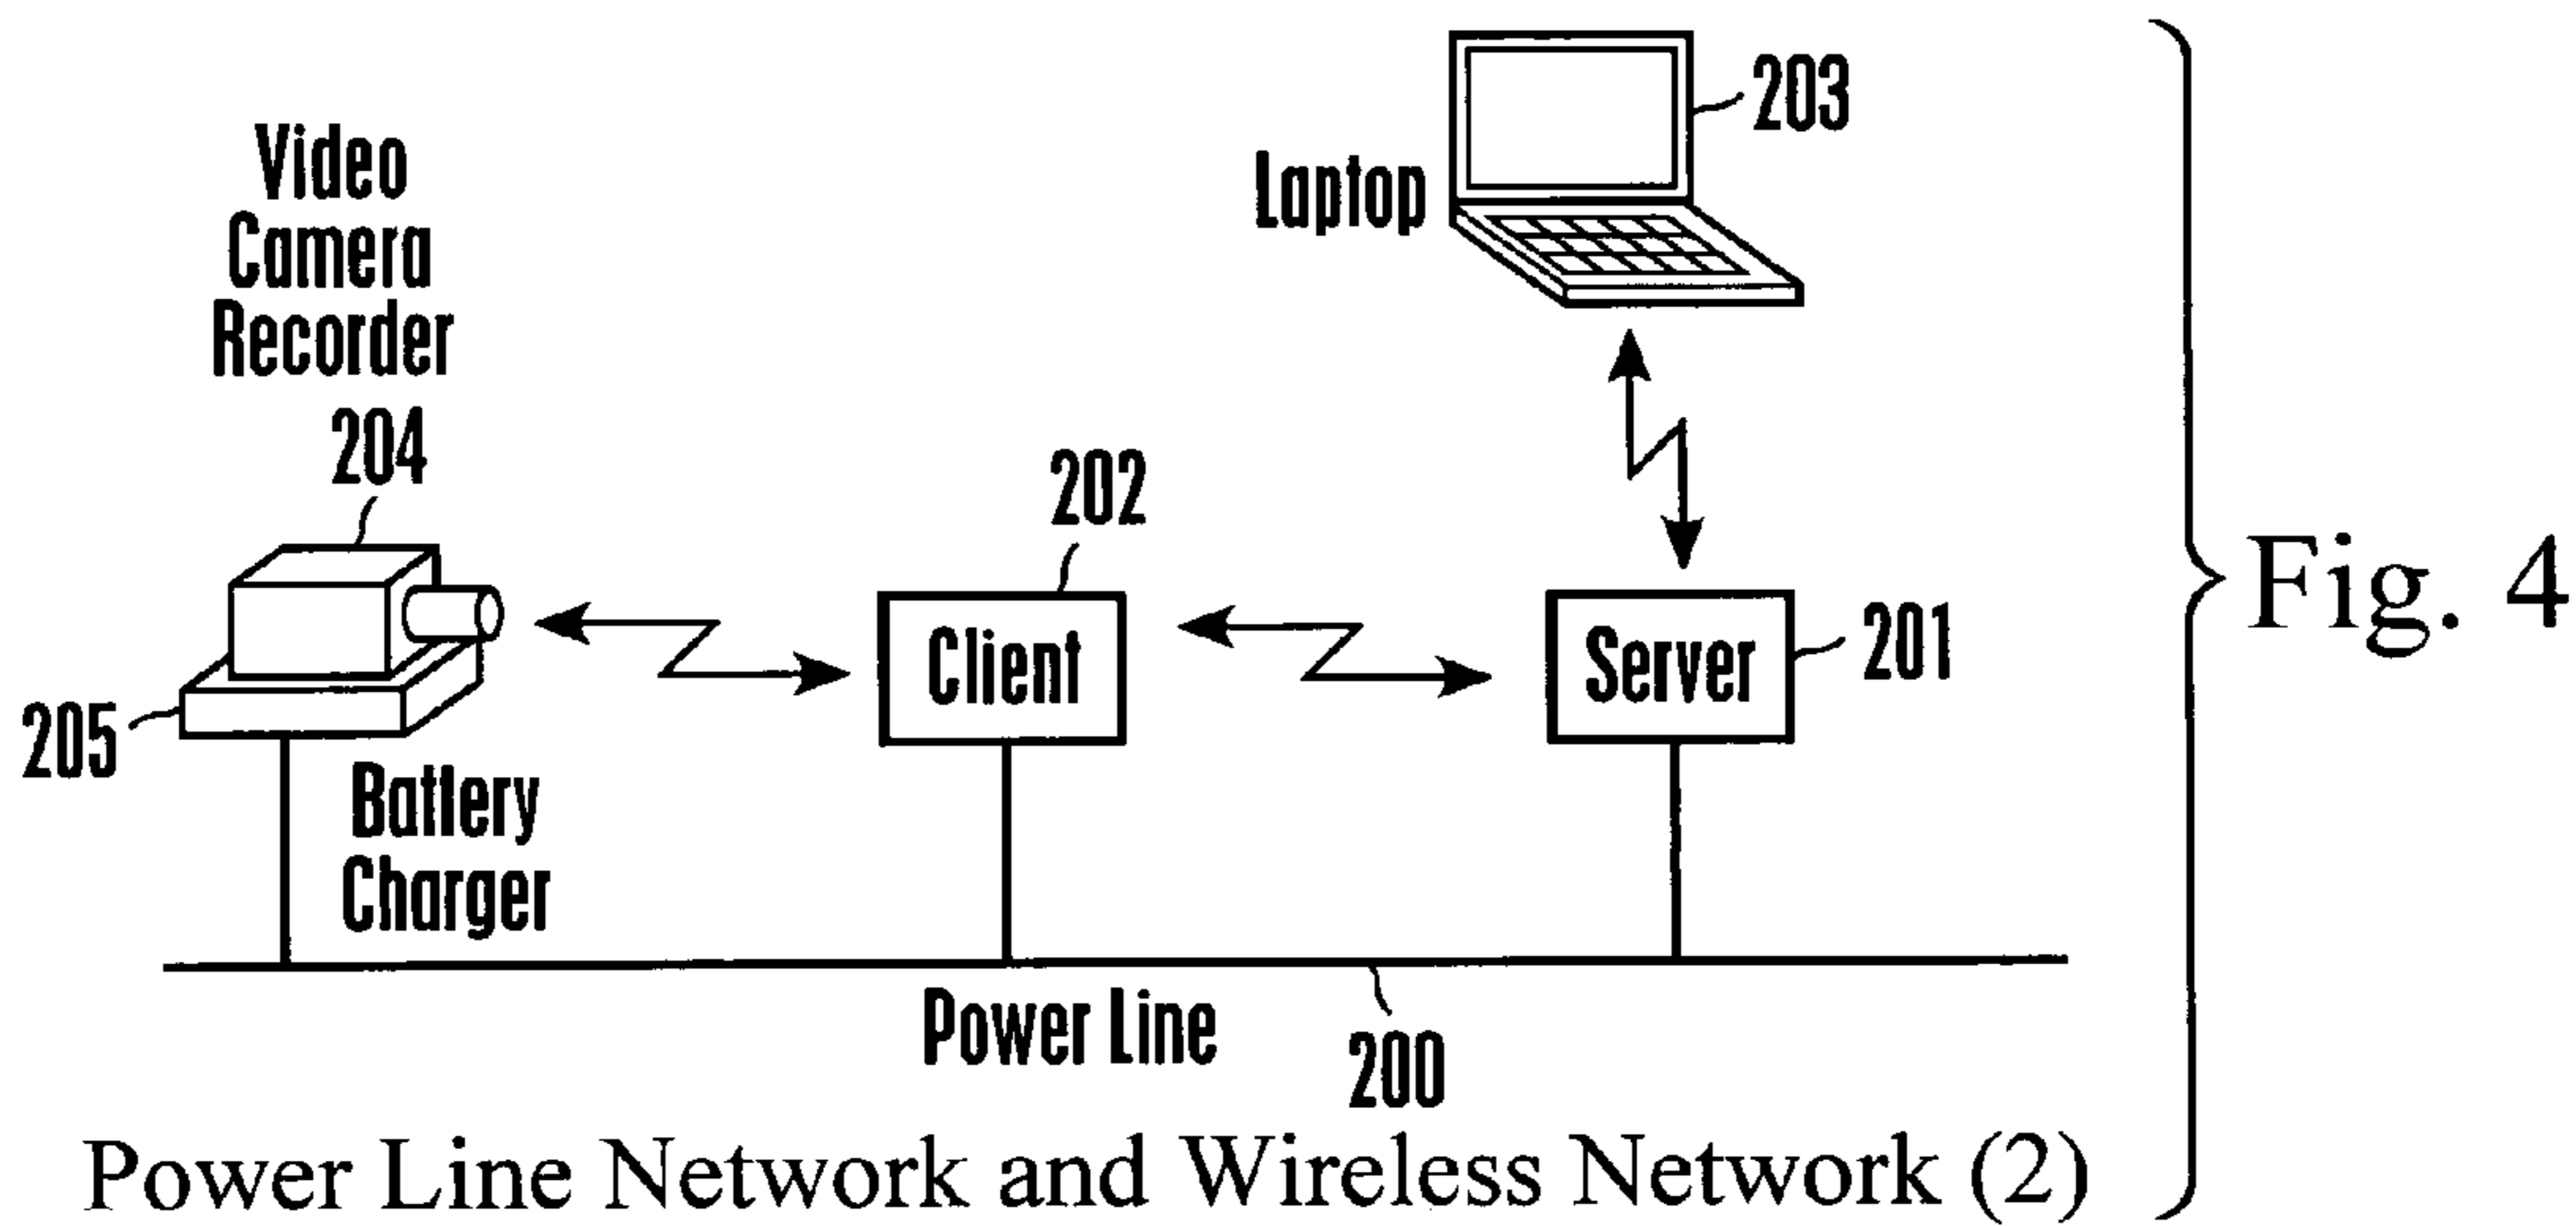 203
Laptop
Video
Camera
Recorder
204
202
Client
Server
201
205
Battery
Charger
Power Line
200
Power Line Network and Wireless Network (2)
Fig. 4